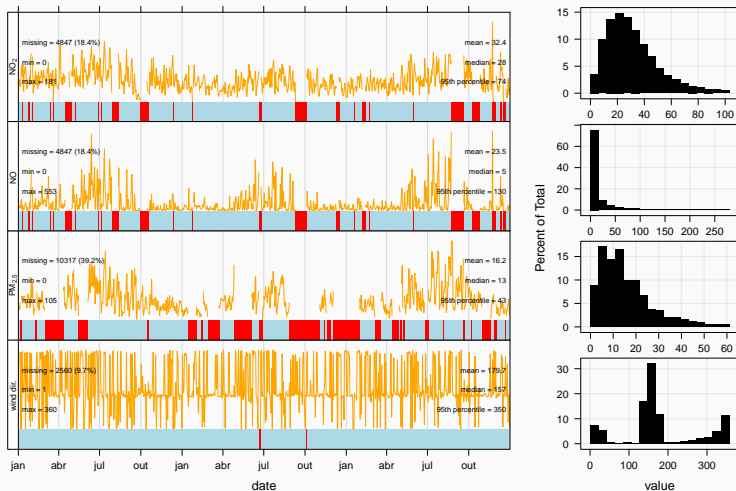 NO2
missing = 4847 (18.4%)
min = 0
max = 181
mean = 32.4
median = 28
95th percentile = 74
NO
missing = 4847 (18.4%)
min = 0
max = 553
mean = 23.5
median = 5
95th percentile = 130
PM2.5
missing = 10317 (39.2%)
min = 0
max = 105
mean = 16.2
median = 13
95th percentile = 43
wind dir.
missing = 2560 (9.7%)
min = 1
max = 360
mean = 179.7
median = 157
95th percentile = 350
jan abr jul out jan abr jul out jan abr jul out
date
Percent of Total
15
10
5
0
0 20 40 60 80 100
60
40
20
0
0 50 100 150 200 250
15
10
5
0
0 10 20 30 40 50 60
30
20
10
0
0 100 200 300
value